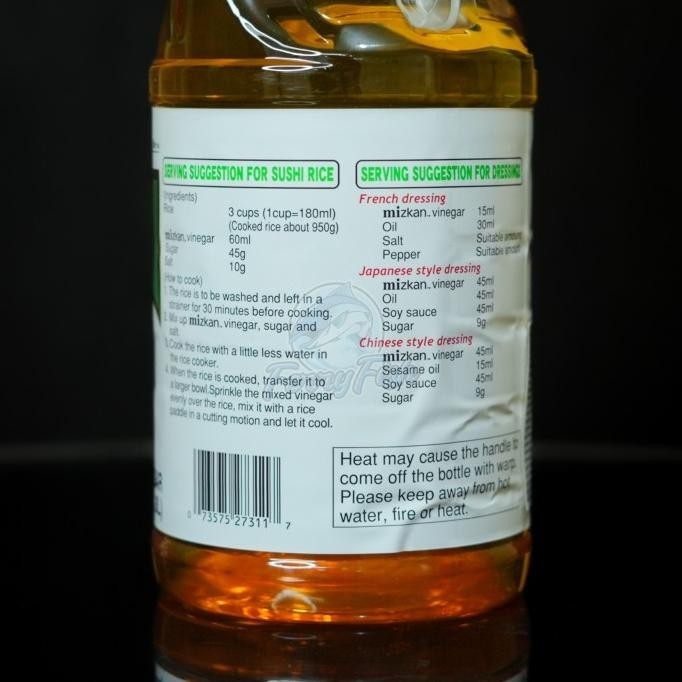 SERVING SUGGESTION FOR SUSHI RICE
(Ingredients)
Rice 3 cups (1cup=180ml)
(Cooked rice about 950g)
mizkan. vinegar 60ml
Sugar 45g
Salt 10g
(How to cook)
1. The rice is to be washed and left in a
strainer for 30 minutes before cooking.
2. Mix up mizkan. vinegar, sugar and
salt.
3. Cook the rice with a little less water in
the rice cooker.
4. When the rice is cooked, transfer it to
a larger bowl. Sprinkle the mixed vinegar
evenly over the rice, mix it with a rice
paddle in a cutting motion and let it cool.
0 73575 27311 7
SERVING SUGGESTION FOR DRESSING
French dressing
mizkan. vinegar 15ml
Oil 30ml
Salt Suitable amount
Pepper Suitable amount
Japanese style dressing
mizkan. vinegar 45ml
Oil 45ml
Soy sauce 45ml
Sugar 9g
Chinese style dressing
mizkan. vinegar 45ml
Sesame oil 15ml
Soy sauce 45ml
Sugar 9g
Heat may cause the handle to
come off the bottle with warp.
Please keep away from hot
water, fire or heat.